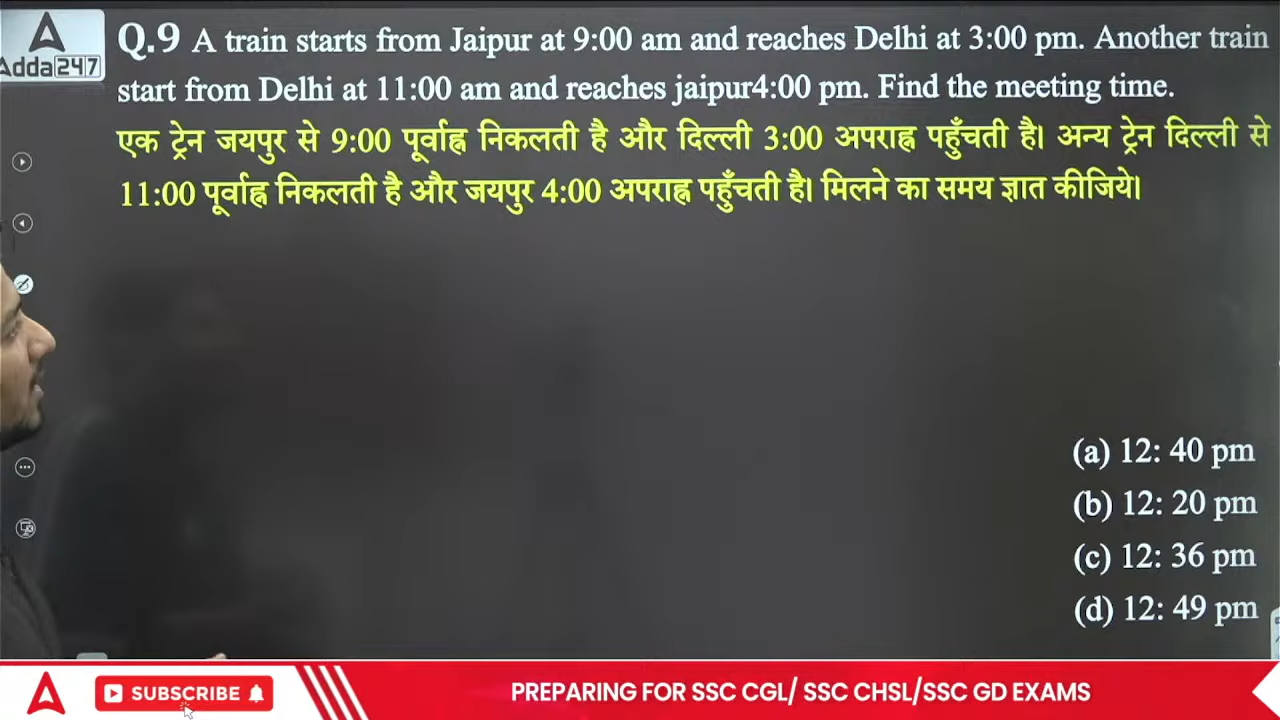 Adda247
Q.9 A train starts from Jaipur at 9:00 am and reaches Delhi at 3:00 pm. Another train
start from Delhi at 11:00 am and reaches jaipur4:00 pm. Find the meeting time.
एक ट्रेन जयपुर से 9:00 पूर्वाह्न निकलती है और दिल्ली 3:00 अपराह्न पहुँचती है। अन्य ट्रेन दिल्ली से
11:00 पूर्वाह्न निकलती है और जयपुर 4:00 अपराह्न पहुँचती है। मिलने का समय ज्ञात कीजिये।
(a) 12: 40 pm
(b) 12: 20 pm
(c) 12: 36 pm
(d) 12: 49 pm
SUBSCRIBE
PREPARING FOR SSC CGL/ SSC CHSL/SSC GD EXAMS